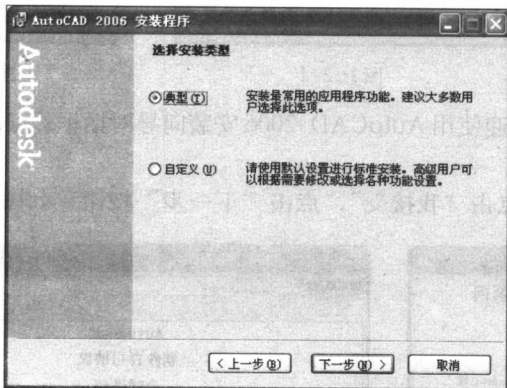 AutoCAD 2006 安装程序
Autodesk
选择安装类型
典型(T)
安装最常用的应用程序功能。建议大多数用
户选择此选项。
自定义(U)
请使用默认设置进行标准安装。高级用户可
以根据需要修改或选择各种功能设置。
<上一步(B)
下一步(N)>
取消